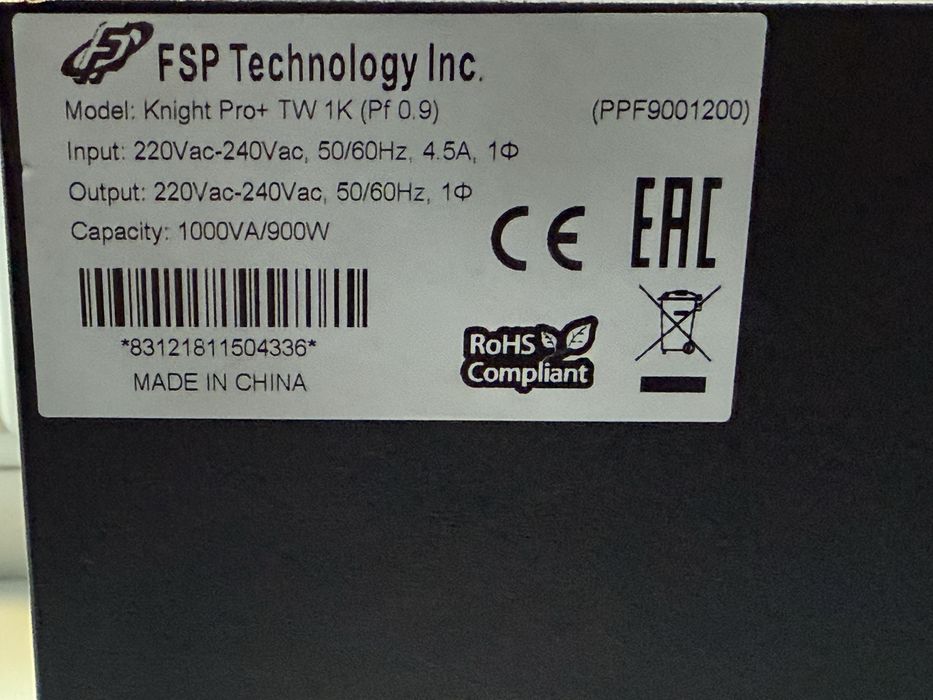 FSP Technology Inc.
Model: Knight Pro+ TW 1K (Pf 0.9) (PPF9001200)
Input: 220Vac-240Vac, 50/60Hz, 4.5A, 1Φ
Output: 220Vac-240Vac, 50/60Hz, 1Φ
Capacity: 1000VA/900W
CE EAC
*83121811504336*
MADE IN CHINA
RoHS
Compliant